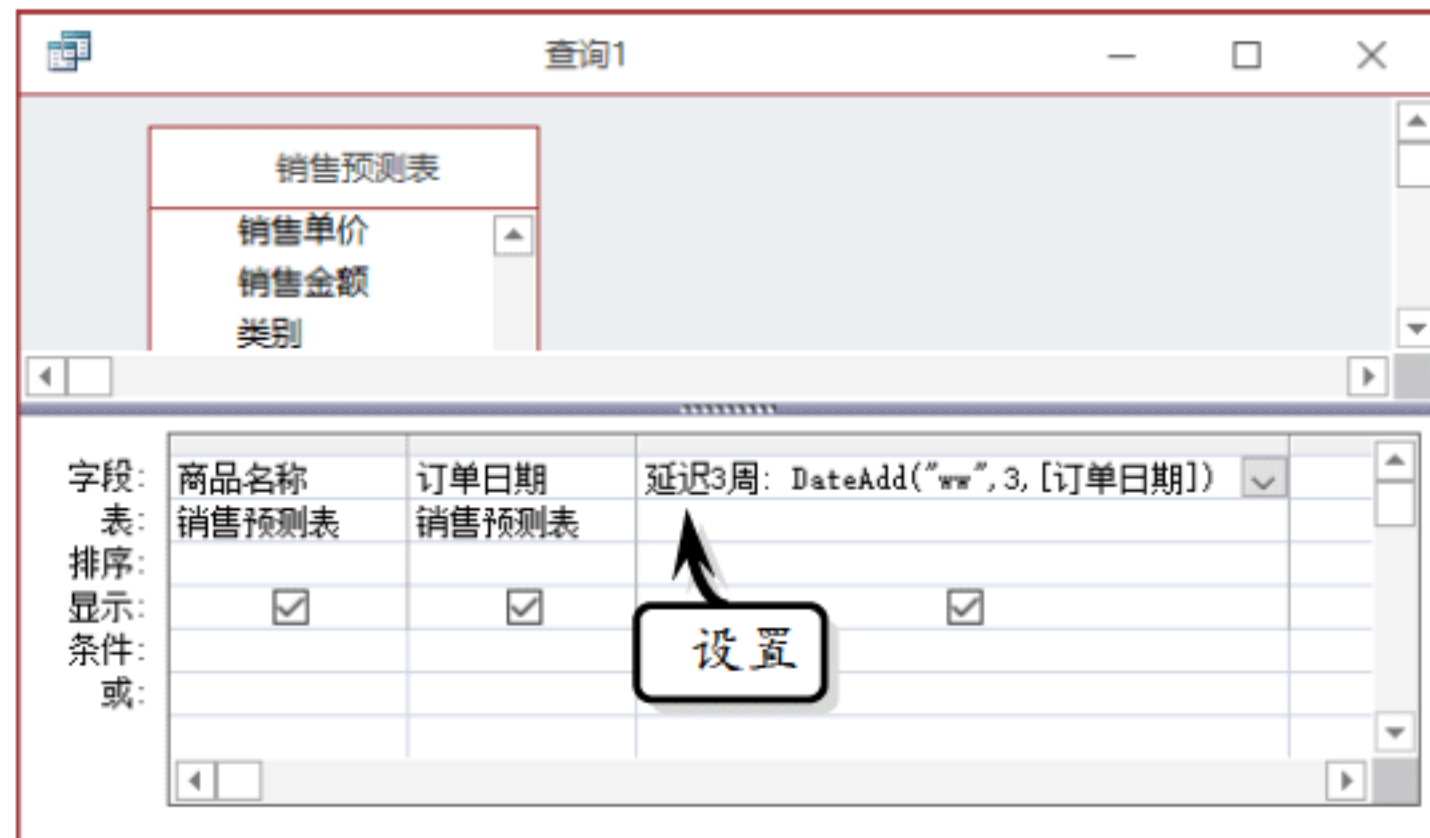 查询1
销售预测表
销售单价
销售金额
类别
字段: 商品名称 订单日期 延迟3周: DateAdd("ww",3,[订单日期])
表: 销售预测表 销售预测表
排序:
显示:
条件:
或:
设置